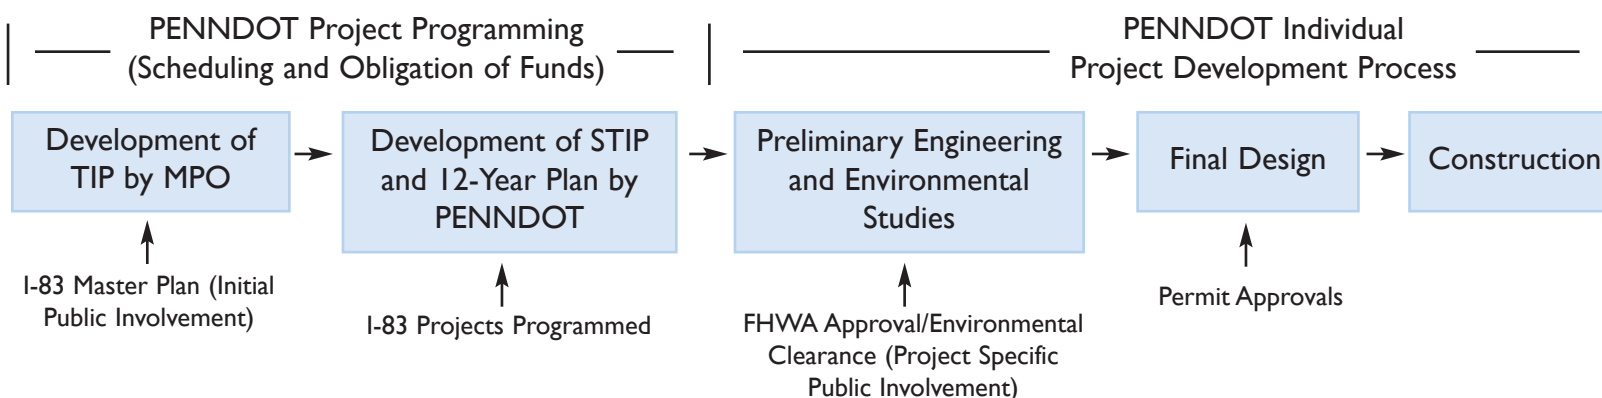 PENNDOT Project Programming
(Scheduling and Obligation of Funds)
PENNDOT Individual
Project Development Process
Development of
TIP by MPO
Development of STIP
and 12-Year Plan by
PENNDOT
Preliminary Engineering
and Environmental
Studies
Final Design
Construction
I-83 Master Plan (Initial
Public Involvement)
I-83 Projects Programmed
FHWA Approval/Environmental
Clearance (Project Specific
Public Involvement)
Permit Approvals